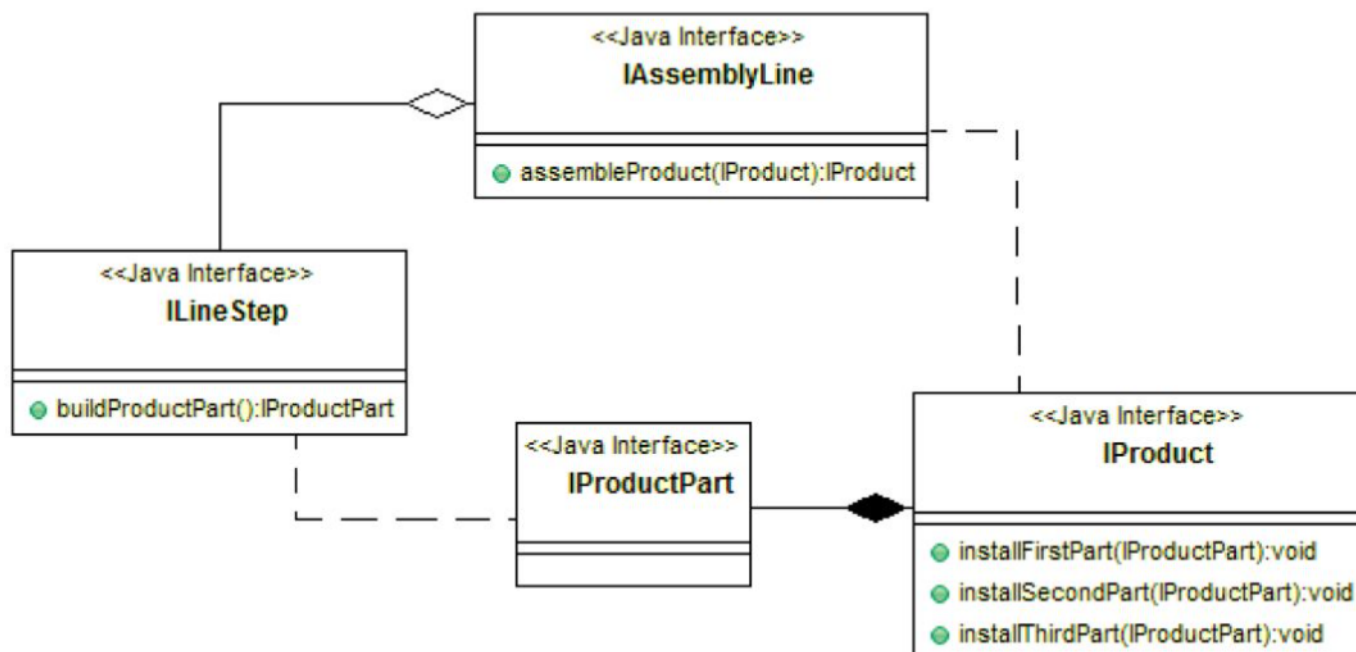 <<Java Interface>>
IAssemblyLine
assembleProduct(IProduct):IProduct
<<Java Interface>>
ILineStep
buildProductPart():IProductPart
<<Java Interface>>
IProductPart
<<Java Interface>>
IProduct
installFirstPart(IProductPart):void
installSecondPart(IProductPart):void
installThirdPart(IProductPart):void